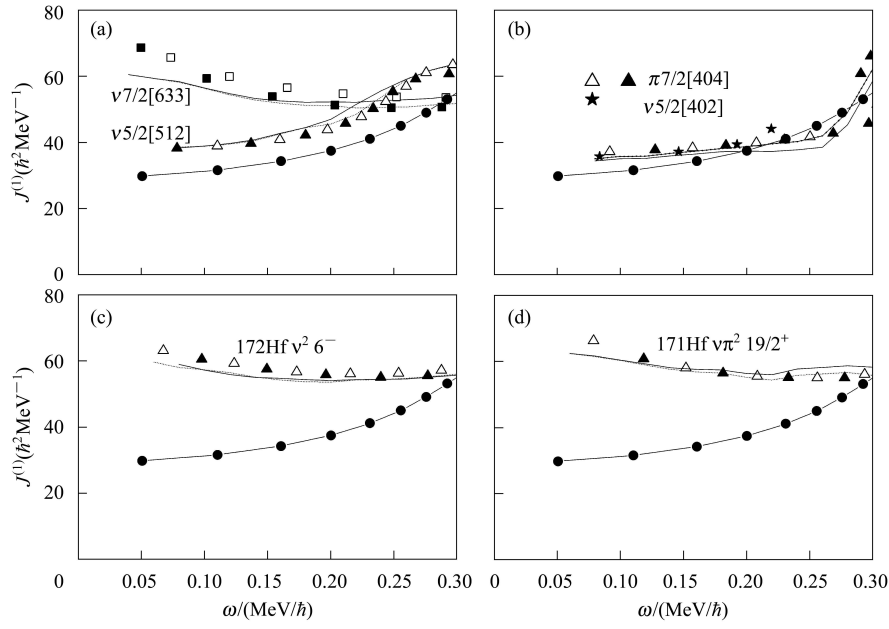 80
(a)
60
ν7/2[633]
ν5/2[512]
40
20
0
J⁽¹⁾(ħ²MeV⁻¹)
(b)
π7/2[404]
ν5/2[402]
80
(c)
172Hf ν² 6⁻
60
40
20
0
0.05 0.10 0.15 0.20 0.25 0.30
J⁽¹⁾(ħ²MeV⁻¹)
ω/(MeV/ħ)
(d)
171Hf νπ² 19/2⁺
0
0.05 0.10 0.15 0.20 0.25 0.30
ω/(MeV/ħ)